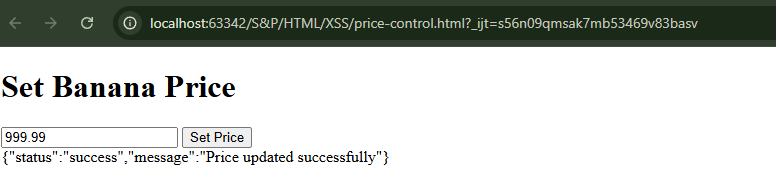 localhost:63342/S&P/HTML/XSS/price-control.html?_ijt=s56n09qmsak7mb53469v83basv
Set Banana Price
999.99 Set Price
{"status":"success","message":"Price updated successfully"}